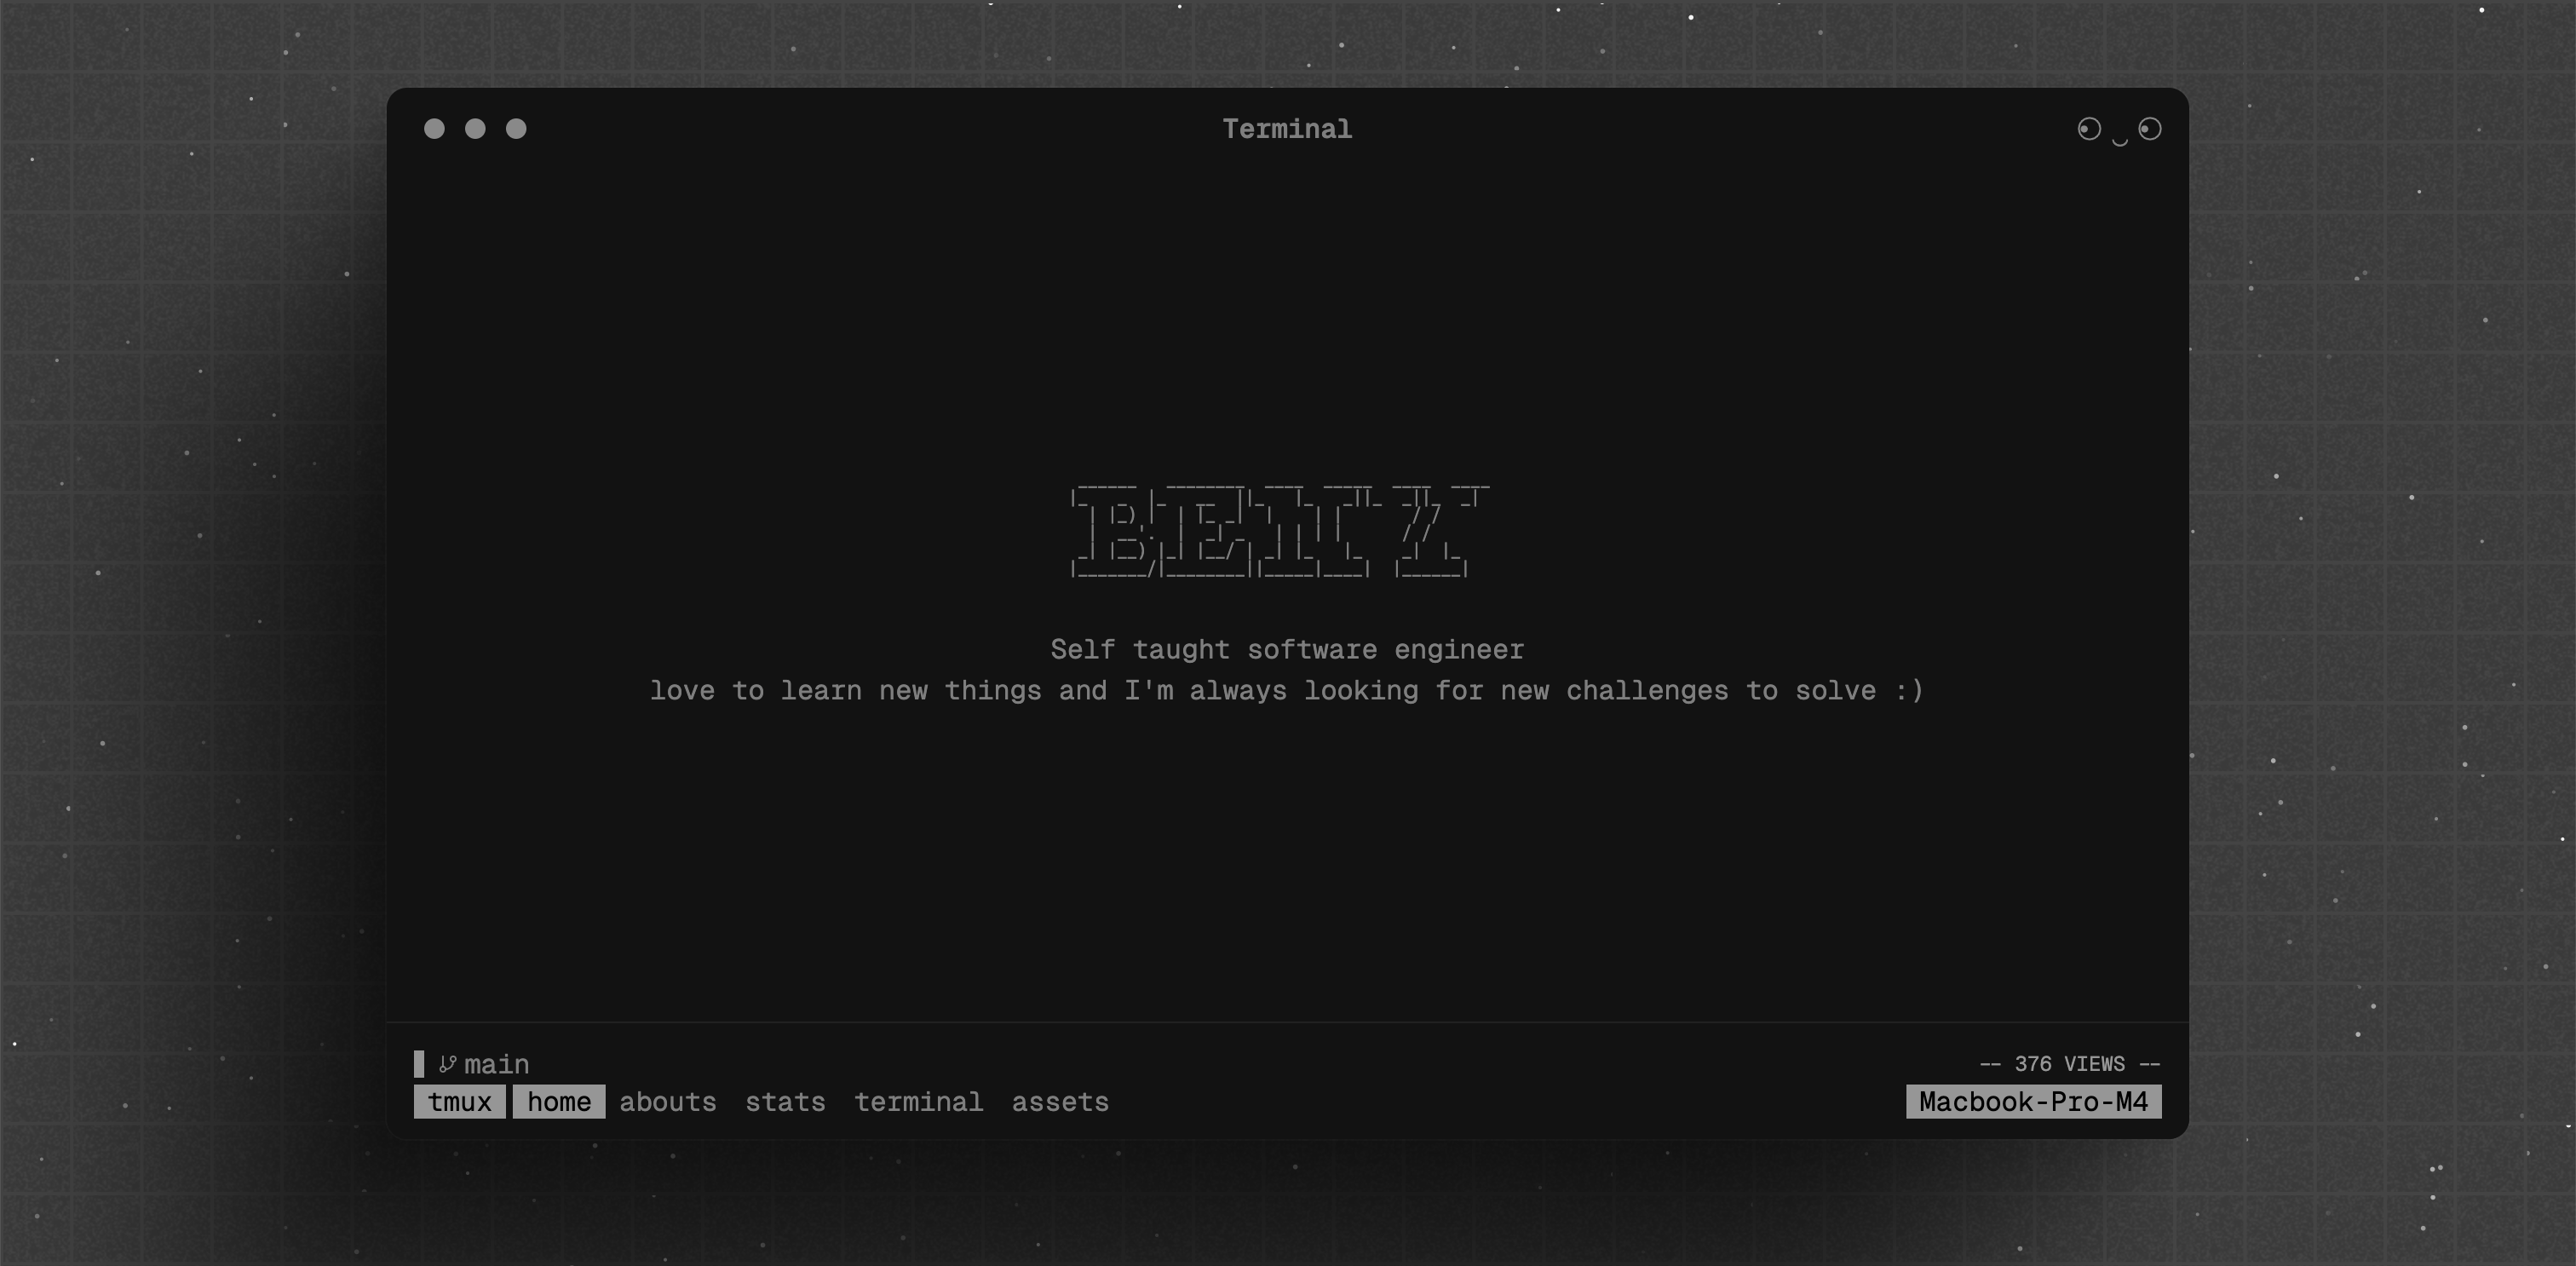 Terminal
BENZ
Self taught software engineer
love to learn new things and I'm always looking for new challenges to solve :)
main
-- 376 VIEWS --
tmux home abouts stats terminal assets
Macbook-Pro-M4